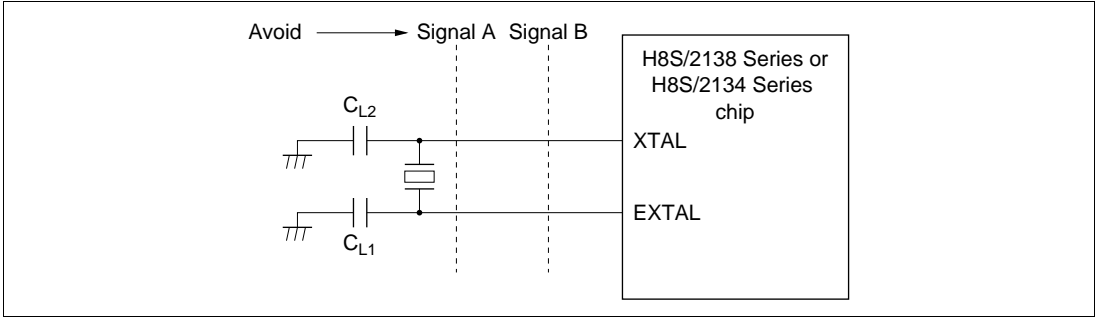 Avoid Signal A Signal B
H8S/2138 Series or
H8S/2134 Series
chip
CL2
XTAL
EXTAL
CL1